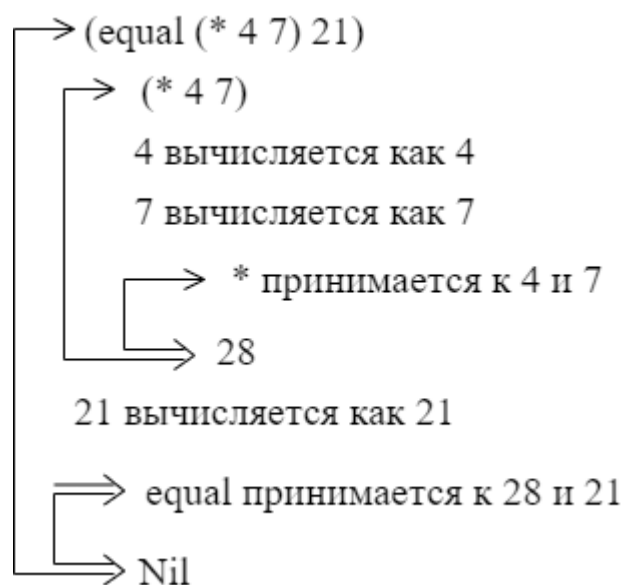 (equal (* 4 7) 21)
(* 4 7)
4 вычисляется как 4
7 вычисляется как 7
* принимается к 4 и 7
28
21 вычисляется как 21
equal принимается к 28 и 21
Nil